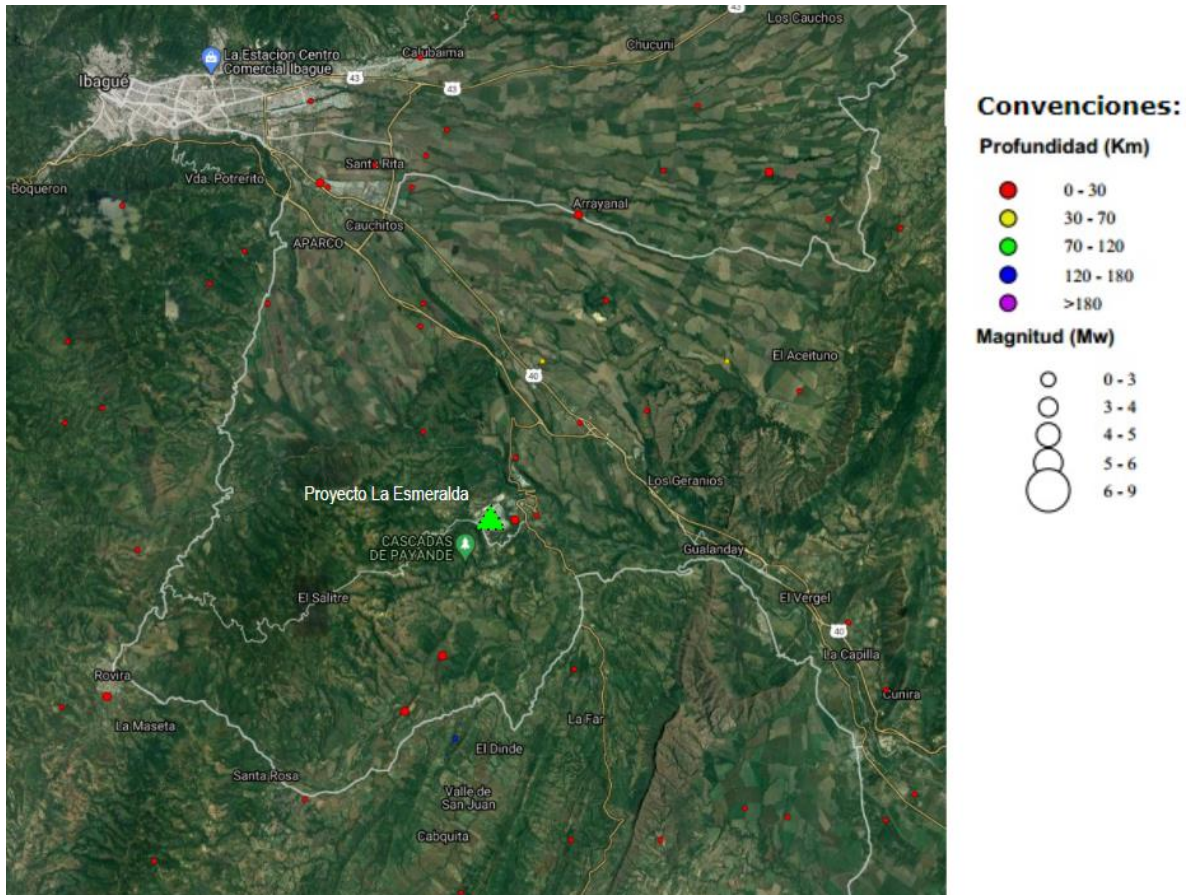 43
Los Cauchos
La Estacion Centro
Comercial Ibague
Calubaima
Chucuni
Ibagué
43
43
Santa Rita
Boqueron
Vda. Potrerito
Arrayanal
Cauchitos
APARCO
El Aceituno
40
Proyecto La Esmeralda
Los Geranios
CASCADAS
DE PAYANDE
Gualanday
El Salitre
El Vergel
40
La Capilla
Rovira
Cunira
La Maseta
La Far
El Dinde
Santa Rosa
Valle de
San Juan
Cabquita
Convenciones:
Profundidad (Km)
0 - 30
30 - 70
70 - 120
120 - 180
>180
Magnitud (Mw)
0 - 3
3 - 4
4 - 5
5 - 6
6 - 9